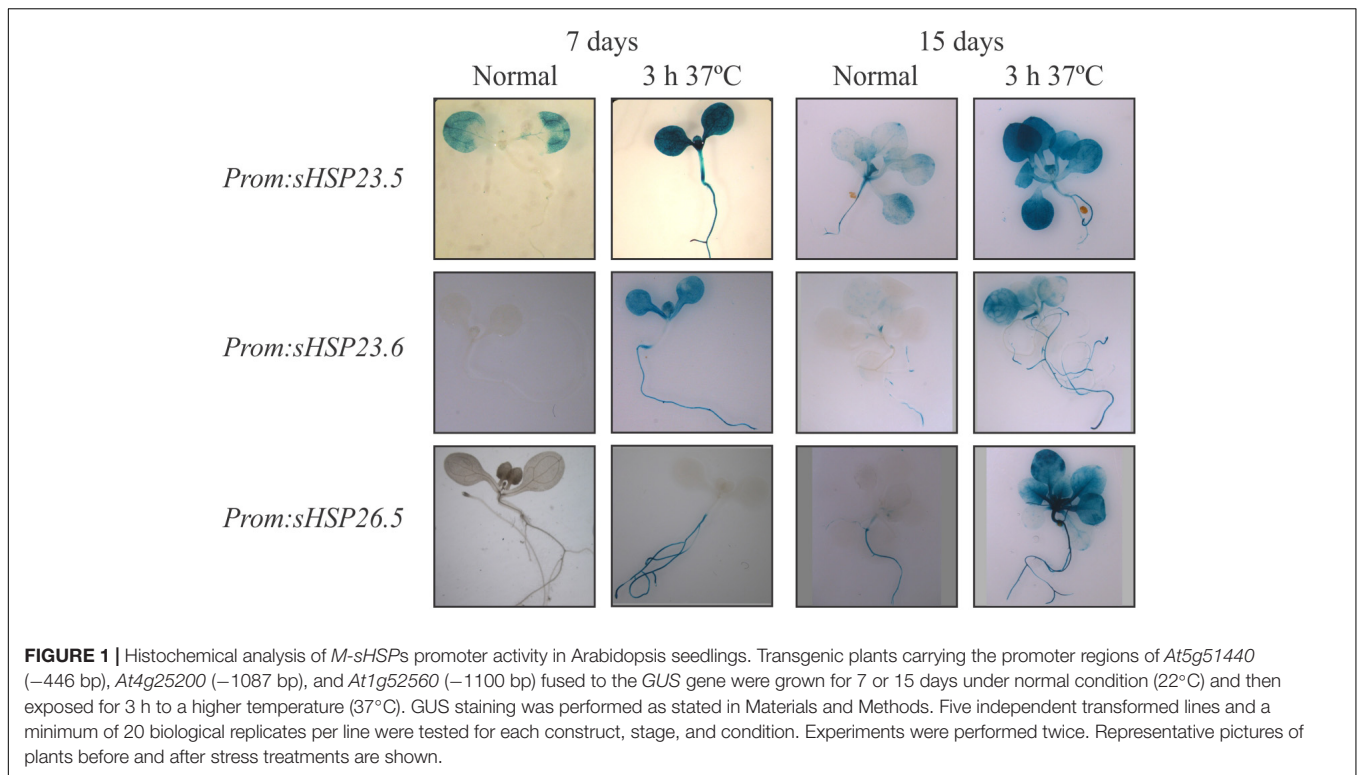 7 days 15 days
Normal 3 h 37ºC Normal 3 h 37ºC
Prom:sHSP23.5
Prom:sHSP23.6
Prom:sHSP26.5
FIGURE 1 | Histochemical analysis of M-sHSPs promoter activity in Arabidopsis seedlings. Transgenic plants carrying the promoter regions of At5g51440
(−446 bp), At4g25200 (−1087 bp), and At1g52560 (−1100 bp) fused to the GUS gene were grown for 7 or 15 days under normal condition (22°C) and then
exposed for 3 h to a higher temperature (37°C). GUS staining was performed as stated in Materials and Methods. Five independent transformed lines and a
minimum of 20 biological replicates per line were tested for each construct, stage, and condition. Experiments were performed twice. Representative pictures of
plants before and after stress treatments are shown.